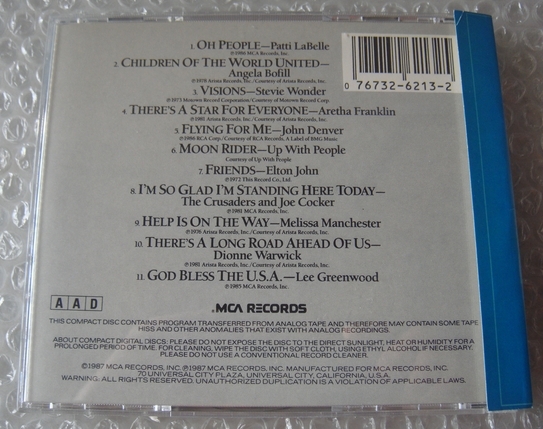 1. OH PEOPLE—PATTI LABELLE
℗1986 MCA Records, Inc.
2. CHILDREN OF THE WORLD UNITED—
ANGELA BOFILL
℗1978 Arista Records, Inc./Courtesy of Arista Records, Inc.
3. VISIONS—STEVIE WONDER
℗1973 Motown Record Corporation/Courtesy of Motown Record Corp
4. THERE'S A STAR FOR EVERYONE—ARETHA FRANKLIN
℗1981 Arista Records, Inc./Courtesy of Arista Records, Inc.
5. FLYING FOR ME—JOHN DENVER
℗1986 RCA Corp/Courtesy of RCA Records, A Label of BMG Music
6. MOON RIDER—UP WITH PEOPLE
Courtesy of Up With People
7. FRIENDS—ELTON JOHN
℗1972 This Record Co., Ltd.
8. I'M SO GLAD I'M STANDING HERE TODAY—
THE CRUSADERS AND JOE COCKER
℗1981 MCA Records, Inc.
9. HELP IS ON THE WAY—MELISSA MANCHESTER
℗1976 Arista Records, Inc./Courtesy of Arista Records, Inc.
10. THERE'S A LONG ROAD AHEAD OF US—
DIONNE WARWICK
℗1981 Arista Records, Inc./Courtesy of Arista Records, Inc.
11. GOD BLESS THE U.S.A.—LEE GREENWOOD
℗1985 MCA Records, Inc.
0 76732-6213-2
AAD
MCA RECORDS
THIS COMPACT DISC CONTAINS PROGRAM TRANSFERRED FROM ANALOG TAPE AND THEREFORE MAY CONTAIN SOME TAPE
HISS AND OTHER ANOMALIES THAT EXIST WITH ANALOG RECORDINGS.
ABOUT COMPACT DIGITAL DISCS: PLEASE DO NOT EXPOSE THE DISC TO DIRECT SUNLIGHT, HEAT OR HUMIDITY FOR A
PROLONGED PERIOD OF TIME. FOR CLEANING, WIPE THE DISC WITH SOFT CLOTH, USING ETHYL ALCOHOL IF NECESSARY.
PLEASE DO NOT USE A CONVENTIONAL RECORD CLEANER.
©1987 MCA RECORDS, INC. ℗1987 MCA RECORDS, INC. MANUFACTURED FOR MCA RECORDS, INC.
70 UNIVERSAL CITY PLAZA, UNIVERSAL CITY, CALIFORNIA, U.S.A.
WARNING: ALL RIGHTS RESERVED. UNAUTHORIZED DUPLICATION IS A VIOLATION OF APPLICABLE LAWS.